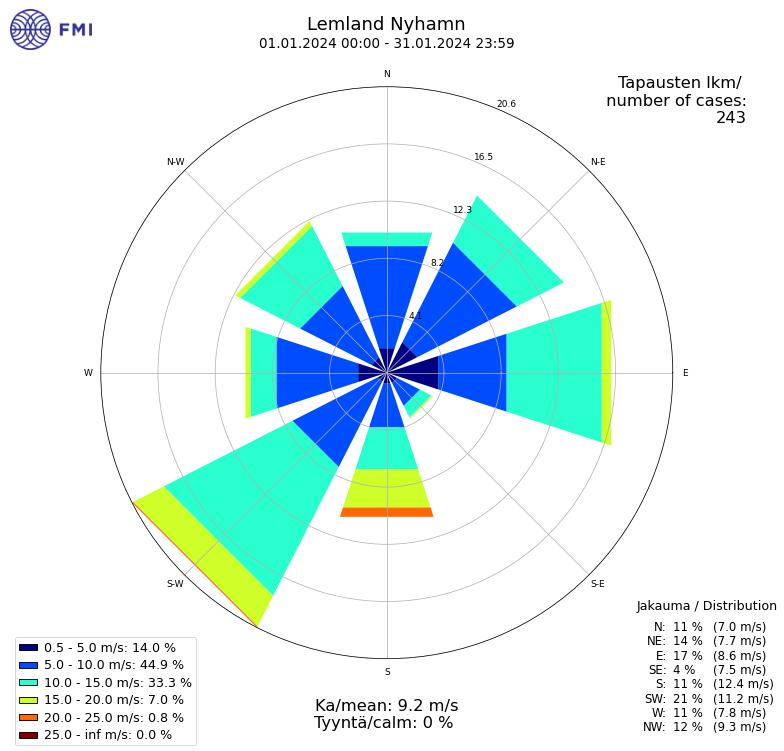 FMI
Lemland Nyhamn
01.01.2024 00:00 - 31.01.2024 23:59
Tapausten lkm/
number of cases:
243
N
20.6
N-W
16.5
N-E
12.3
8.2
4.1
W
E
S-W
S-E
S
Jakauma / Distribution
N: 11 % (7.0 m/s)
NE: 14 % (7.7 m/s)
E: 17 % (8.6 m/s)
SE: 4 % (7.5 m/s)
S: 11 % (12.4 m/s)
SW: 21 % (11.2 m/s)
W: 11 % (7.8 m/s)
NW: 12 % (9.3 m/s)
0.5 - 5.0 m/s: 14.0 %
5.0 - 10.0 m/s: 44.9 %
10.0 - 15.0 m/s: 33.3 %
15.0 - 20.0 m/s: 7.0 %
20.0 - 25.0 m/s: 0.8 %
25.0 - inf m/s: 0.0 %
Ka/mean: 9.2 m/s
Tyyntä/calm: 0 %